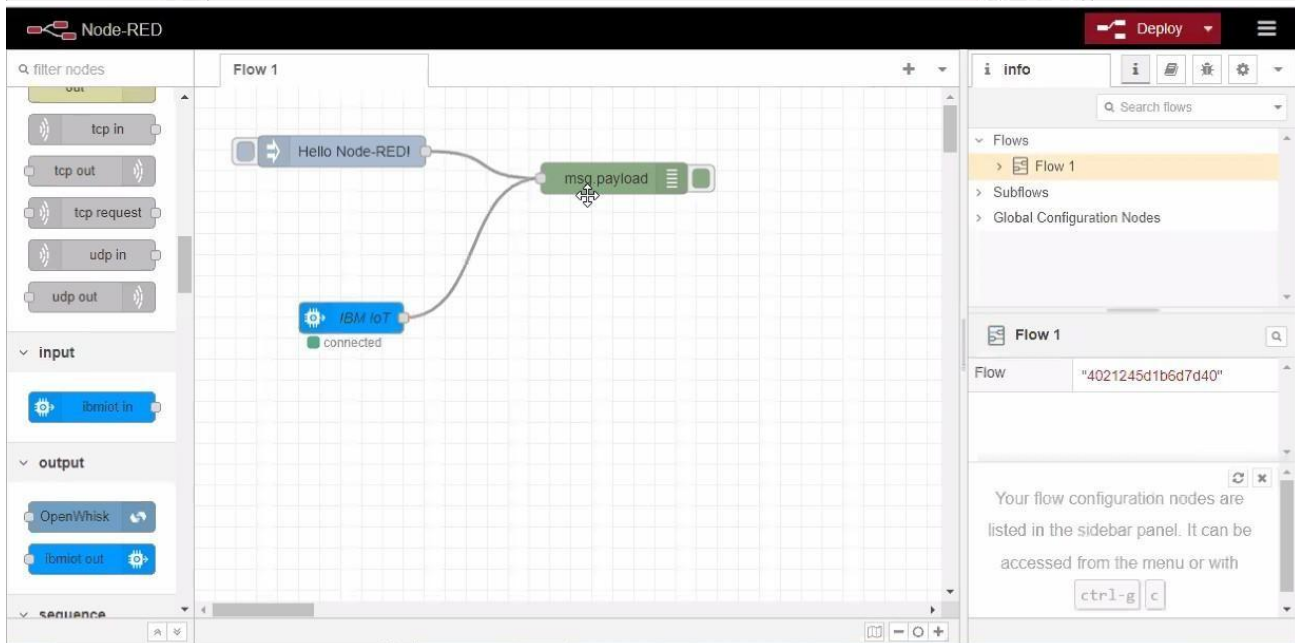 Node-RED
Deploy
filter nodes
out
tcp in
tcp out
tcp request
udp in
udp out
input
ibmiot in
output
OpenWhisk
ibmiot out
sequence
Flow 1
Hello Node-RED!
msg.payload
IBM IoT
connected
i info
i
Search flows
Flows
Flow 1
Subflows
Global Configuration Nodes
Flow 1
Flow "4021245d1b6d7d40"
Your flow configuration nodes are
listed in the sidebar panel. It can be
accessed from the menu or with
ctrl-g c